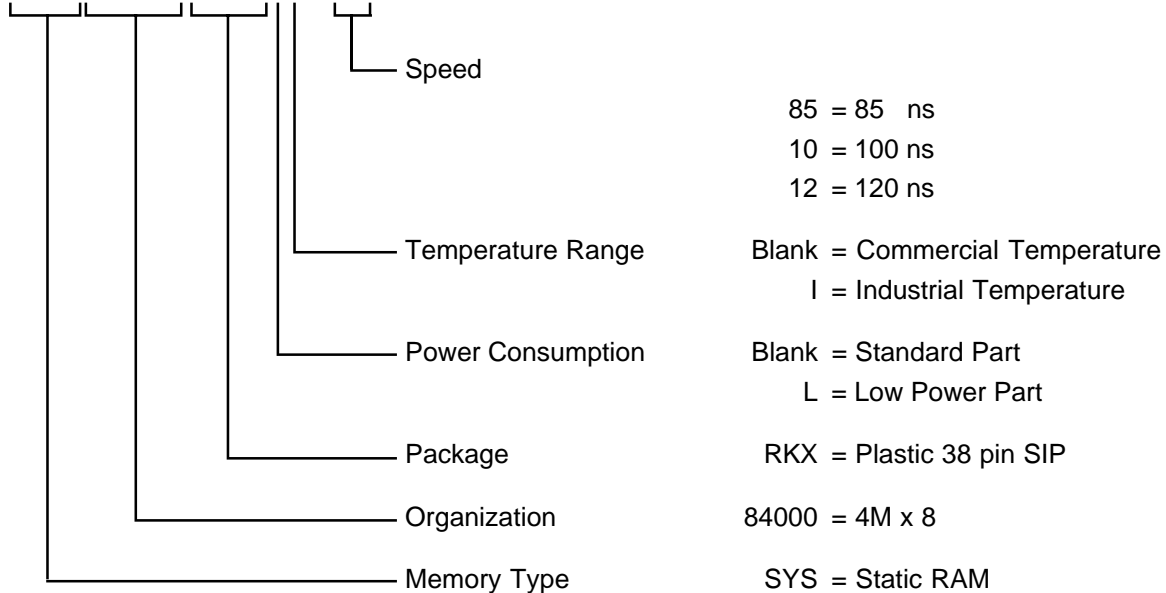 Speed
85 = 85 ns
10 = 100 ns
12 = 120 ns
Temperature Range Blank = Commercial Temperature
I = Industrial Temperature
Power Consumption Blank = Standard Part
L = Low Power Part
Package RKX = Plastic 38 pin SIP
Organization 84000 = 4M x 8
Memory Type SYS = Static RAM